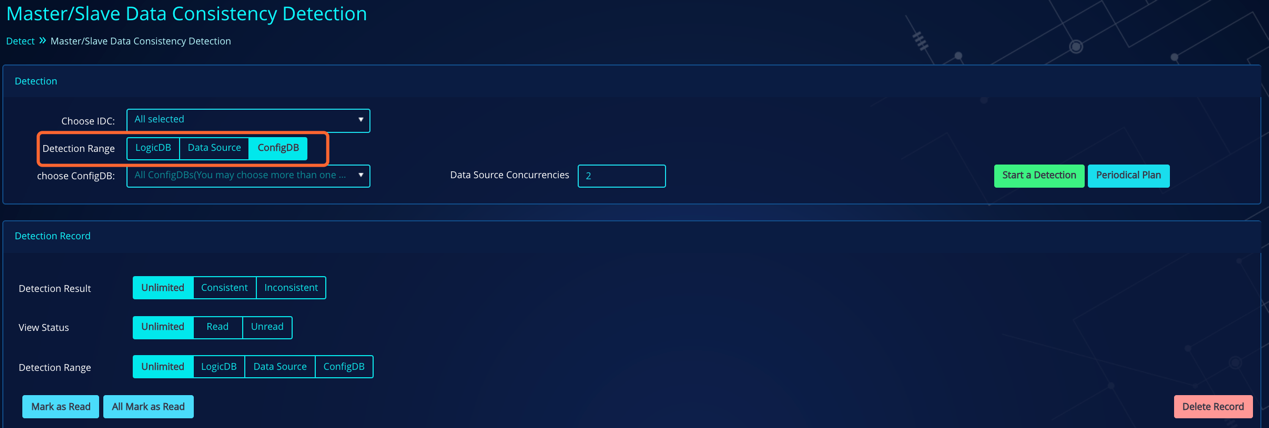 Master/Slave Data Consistency Detection
Detect » Master/Slave Data Consistency Detection
Detection
Choose IDC: All selected
Detection Range LogicDB Data Source ConfigDB
choose ConfigDB: All ConfigDBs(You may choose more than one ... Data Source Concurrencies 2 Start a Detection Periodical Plan
Detection Record
Detection Result Unlimited Consistent Inconsistent
View Status Unlimited Read Unread
Detection Range Unlimited LogicDB Data Source ConfigDB
Mark as Read All Mark as Read Delete Record